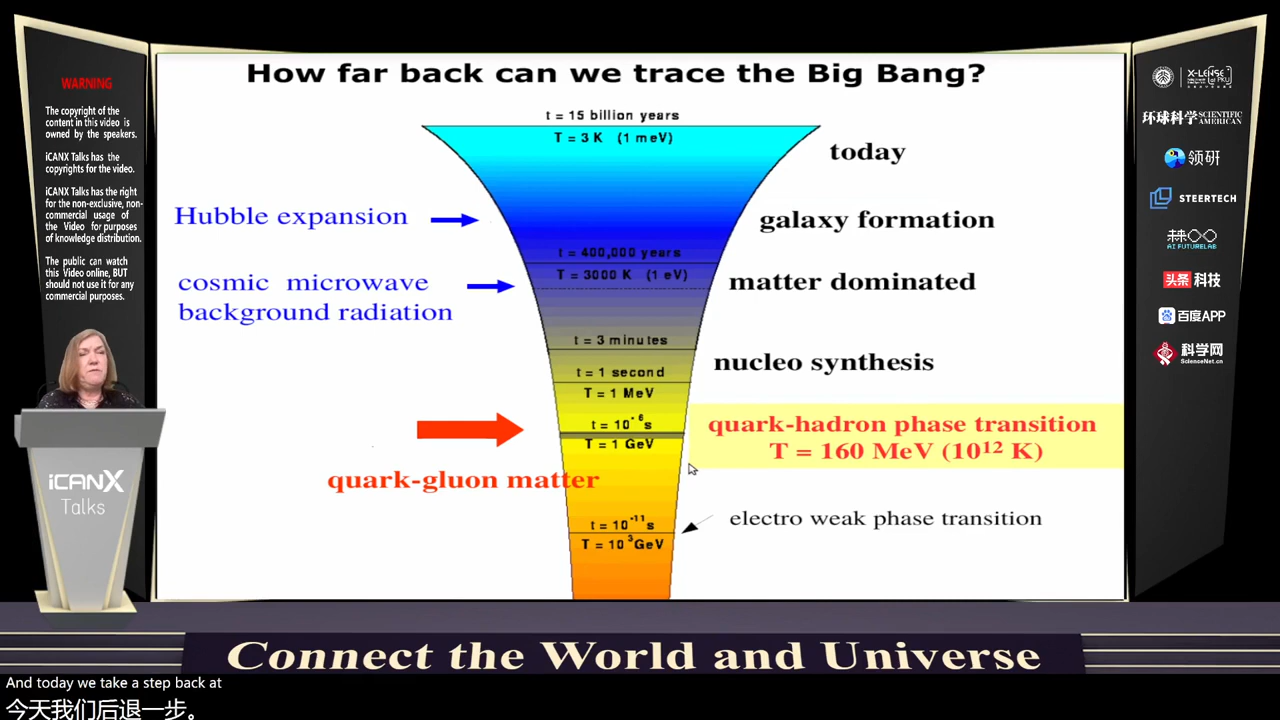 How far back can we trace the Big Bang?
t = 15 billion years
T = 3 K (1 meV)
today
Hubble expansion
galaxy formation
t = 400,000 years
T = 3000 K (1 eV)
cosmic microwave
background radiation
matter dominated
t = 3 minutes
nucleo synthesis
t = 1 second
T = 1 MeV
t = 10⁻⁶s
T = 1 GeV
quark-hadron phase transition
T = 160 MeV (10¹² K)
quark-gluon matter
t = 10⁻¹¹s
T = 10³GeV
electro weak phase transition
WARNING
The copyright of the
content in this video is
owned by the speakers.
iCANX Talks has the
copyrights for the video.
iCANX Talks has the right
for the non-exclusive, non-
commercial usage of
the Video for purposes
of knowledge distribution.
The public can watch
this Video online, BUT
should not use it for any
commercial purposes.
iCANX
Talks
X-LENSE
环球科学 SCIENTIFIC
AMERICAN
领研
STEERTECH
AI FUTURELAB
头条科技
百度APP
科学网
ScienceNet.cn
Connect the World and Universe
And today we take a step back at
今天我们后退一步。